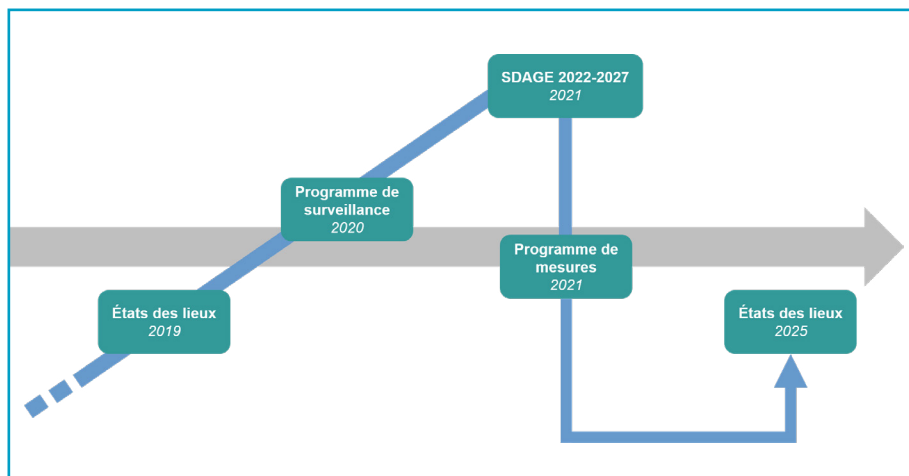 SDAGE 2022-2027
2021
Programme de
surveillance
2020
Programme de
mesures
2021
États des lieux
2019
États des lieux
2025